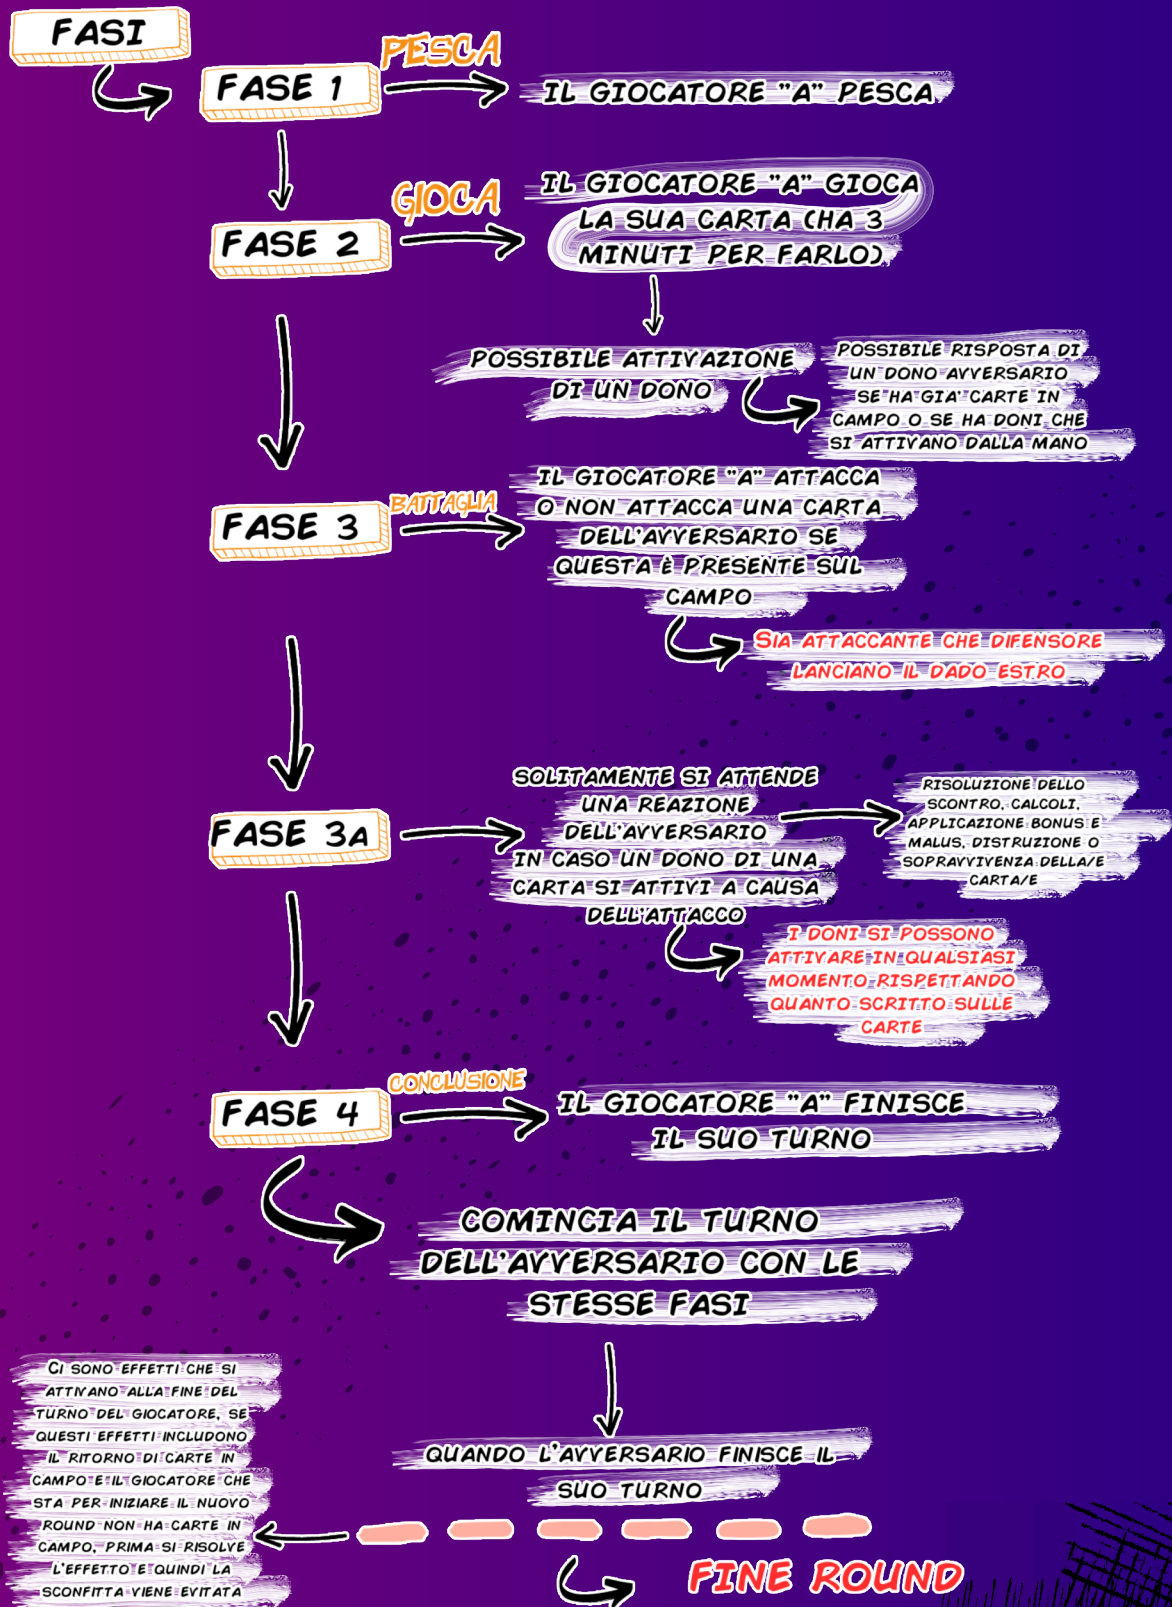 FASI
FASE 1
PESCA
IL GIOCATORE "A" PESCA
FASE 2
GIOCA
IL GIOCATORE "A" GIOCA
LA SUA CARTA (HA 3
MINUTI PER FARLO)
POSSIBILE ATTIVAZIONE
DI UN DONO
POSSIBILE RISPOSTA DI
UN DONO AVVERSARIO
SE HA GIA' CARTE IN
CAMPO O SE HA DONI CHE
SI ATTIVANO DALLA MANO
FASE 3
BATTAGLIA
IL GIOCATORE "A" ATTACCA
O NON ATTACCA UNA CARTA
DELL'AVVERSARIO SE
QUESTA È PRESENTE SUL
CAMPO
SIA ATTACCANTE CHE DIFENSORE
LANCIANO IL DADO ESTRO
FASE 3A
SOLITAMENTE SI ATTENDE
UNA REAZIONE
DELL'AVVERSARIO
IN CASO UN DONO DI UNA
CARTA SI ATTIVI A CAUSA
DELL'ATTACCO
RISOLUZIONE DELLO
SCONTRO, CALCOLI,
APPLICAZIONE BONUS E
MALUS, DISTRUZIONE O
SOPRAVVIVENZA DELLA/E
CARTA/E
I DONI SI POSSONO
ATTIVARE IN QUALSIASI
MOMENTO RISPETTANDO
QUANTO SCRITTO SULLE
CARTE
FASE 4
CONCLUSIONE
IL GIOCATORE "A" FINISCE
IL SUO TURNO
COMINCIA IL TURNO
DELL'AVVERSARIO CON LE
STESSE FASI
QUANDO L'AVVERSARIO FINISCE IL
SUO TURNO
CI SONO EFFETTI CHE SI
ATTIVANO ALLA FINE DEL
TURNO DEL GIOCATORE, SE
QUESTI EFFETTI INCLUDONO
IL RITORNO DI CARTE IN
CAMPO E IL GIOCATORE CHE
STA PER INIZIARE IL NUOVO
ROUND NON HA CARTE IN
CAMPO, PRIMA SI RISOLVE
L'EFFETTO E QUINDI LA
SCONFITTA VIENE EVITATA
FINE ROUND